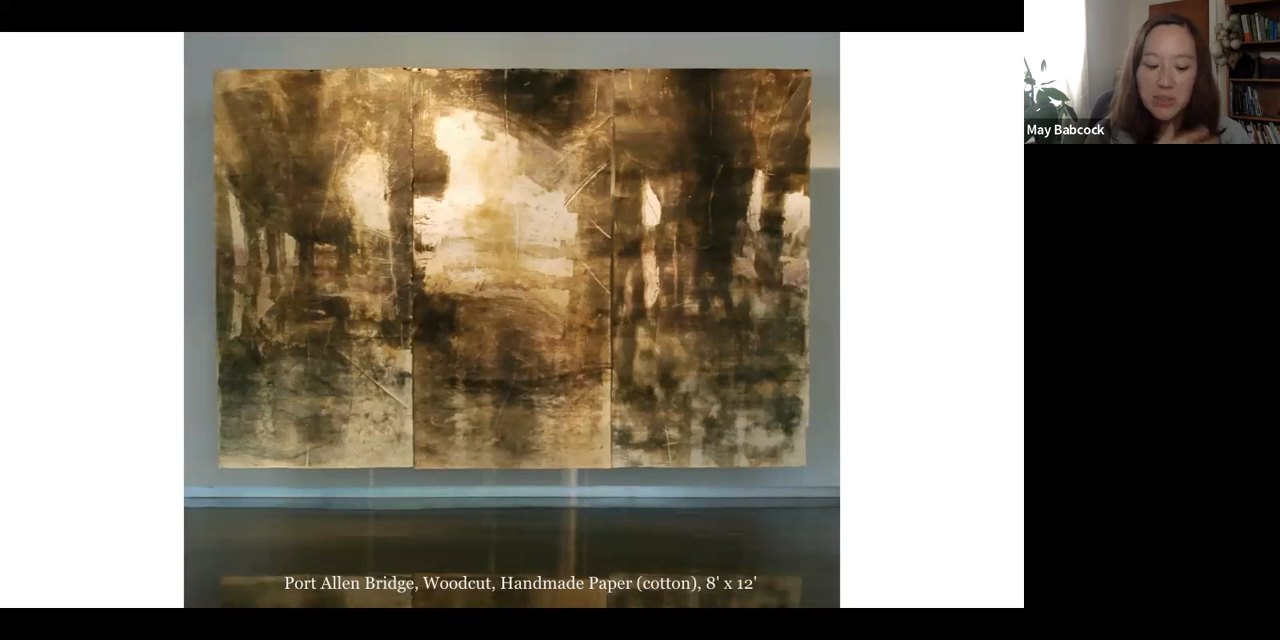 May Babcock
Port Allen Bridge, Woodcut, Handmade Paper (cotton), 8' x 12'